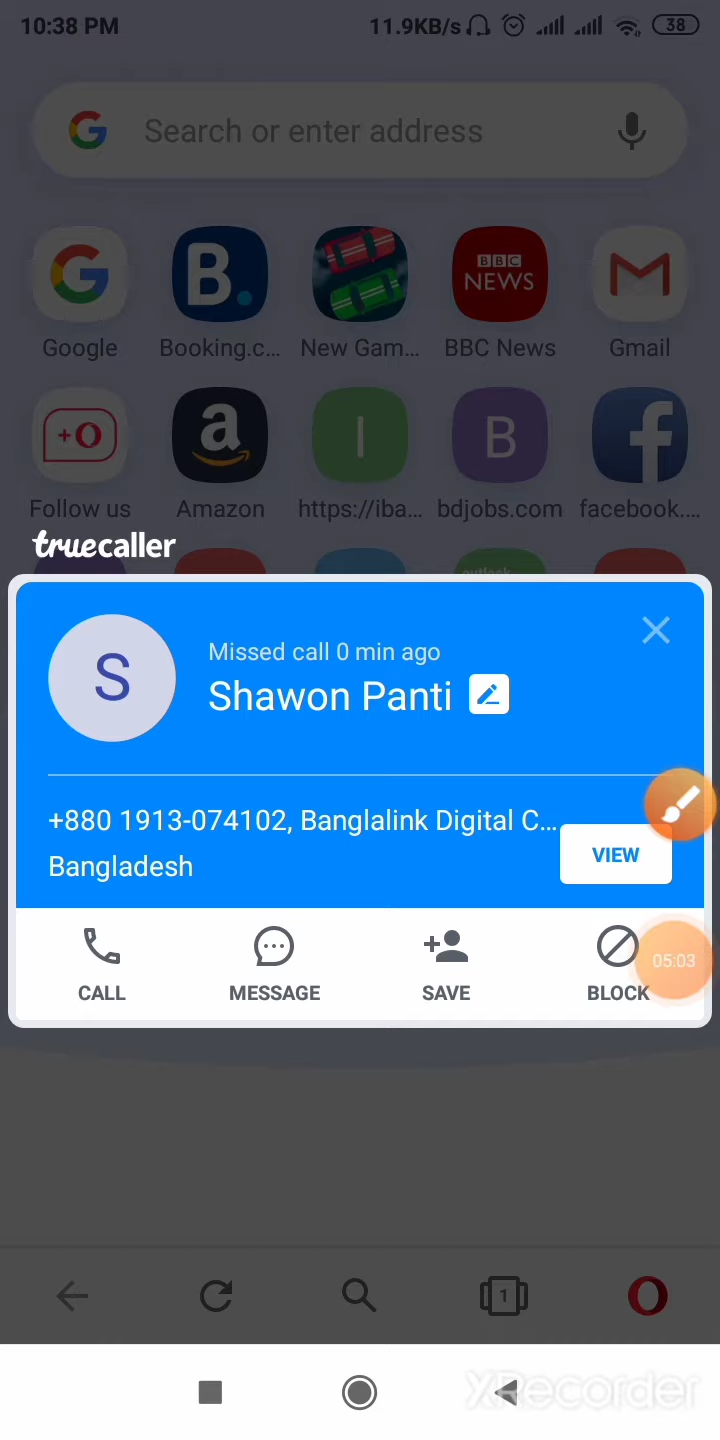 10:38 PM 11.9KB/s 38
Search or enter address
B.
BBC NEWS
Google Booking.c... New Gam... BBC News Gmail
+O a I B f
Follow us Amazon https://iba... bdjobs.com facebook....
outlook
truecaller
S
Missed call 0 min ago
Shawon Panti
+880 1913-074102, Banglalink Digital C...
Bangladesh
VIEW
CALL MESSAGE SAVE BLOCK
05:03
1
XRecorder